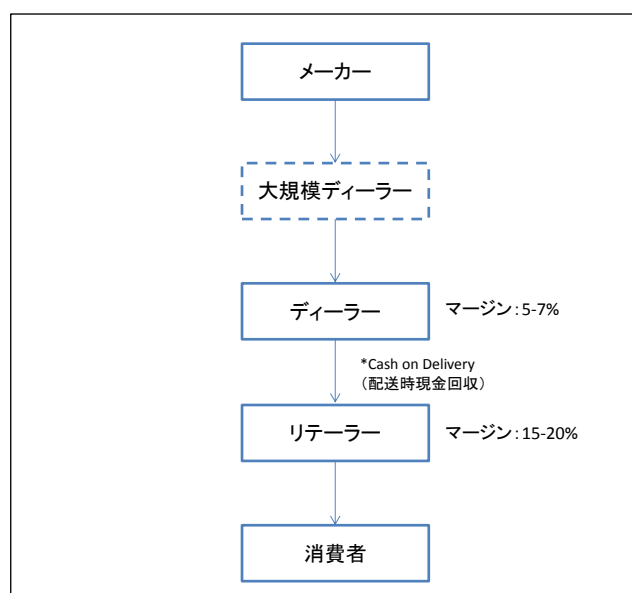 メーカー
大規模ディーラー
ディーラー
マージン：5-7%
*Cash on Delivery
（配送時現金回収）
リテーラー
マージン：15-20%
消費者